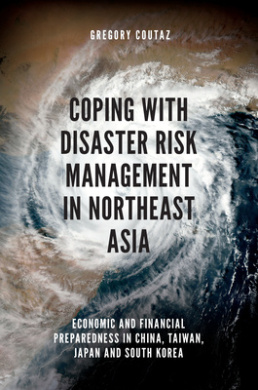 GREGORY COUTAZ
COPING WITH
DISASTER RISK
MANAGEMENT
IN NORTHEAST
ASIA
ECONOMIC AND FINANCIAL
PREPAREDNESS IN CHINA, TAIWAN,
JAPAN AND SOUTH KOREA